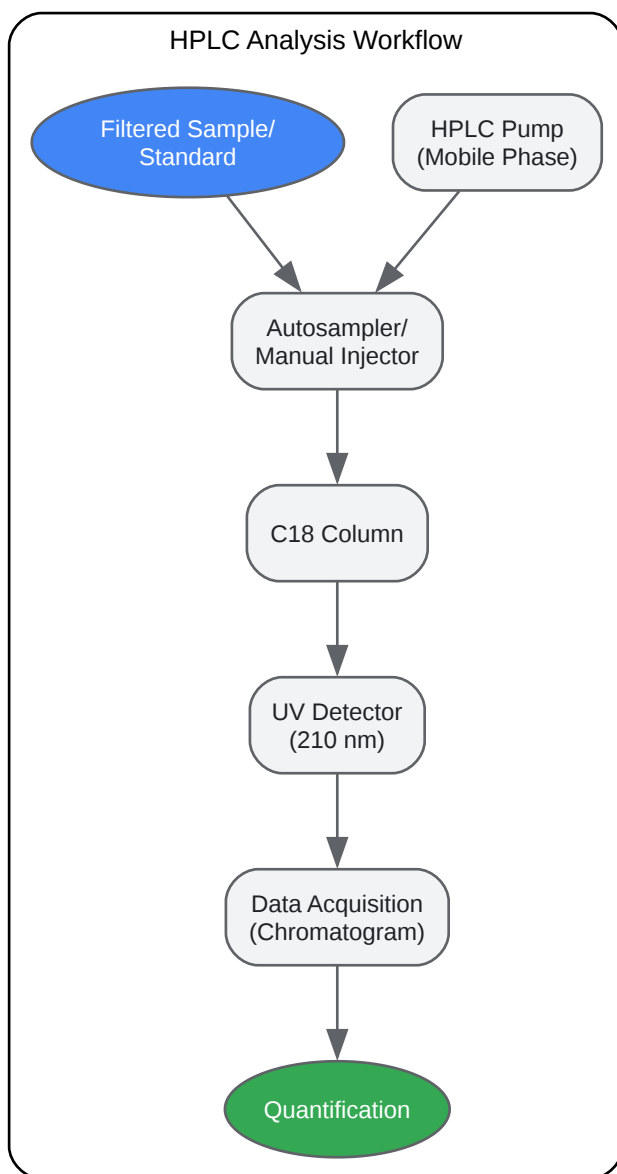 HPLC Analysis Workflow
Filtered Sample/
Standard
HPLC Pump
(Mobile Phase)
Autosampler/
Manual Injector
C18 Column
UV Detector
(210 nm)
Data Acquisition
(Chromatogram)
Quantification